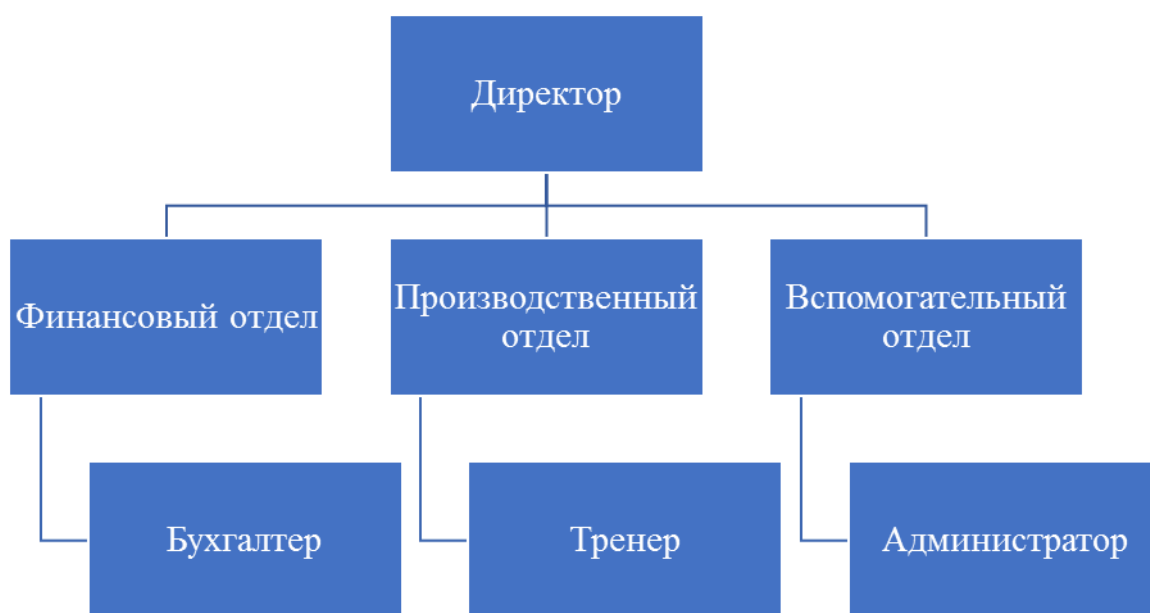 Директор
Финансовый отдел
Производственный
отдел
Вспомогательный
отдел
Бухгалтер
Тренер
Администратор